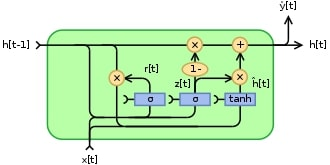 ŷ[t]
h[t-1]
×
+
h[t]
1-
r[t]
z[t]
×
×
ĥ[t]
σ
σ
tanh
x[t]